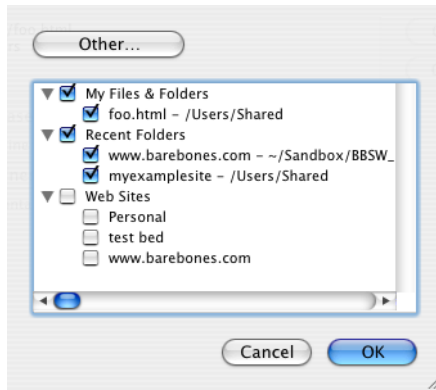 Other...
My Files & Folders
foo.html – /Users/Shared
Recent Folders
www.barebones.com – ~/Sandbox/BBSW_
myexamplesite – /Users/Shared
Web Sites
Personal
test bed
www.barebones.com
Cancel
OK